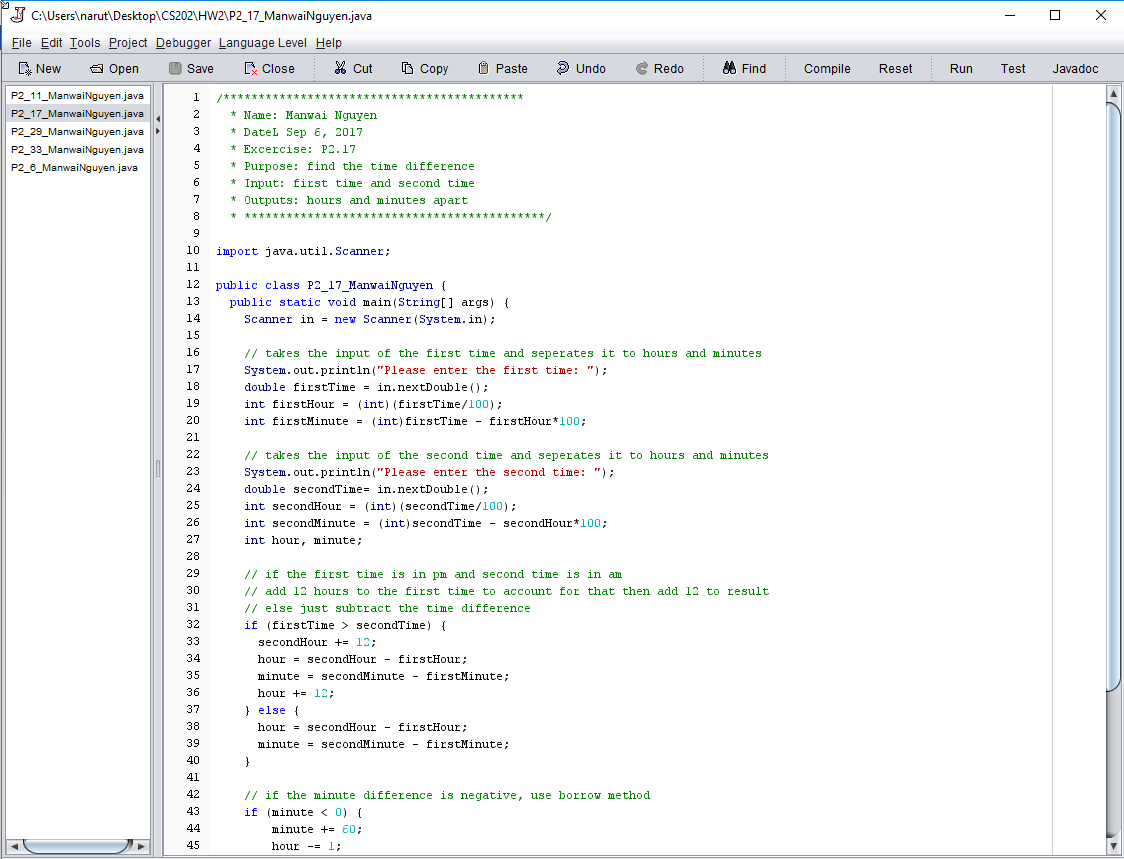 C:\Users\narut\Desktop\CS202\HW2\P2_17_ManwaiNguyen.java
File Edit Tools Project Debugger Language Level Help
New Open Save Close Cut Copy Paste Undo Redo Find Compile Reset Run Test Javadoc
P2_11_ManwaiNguyen.java
P2_17_ManwaiNguyen.java
P2_29_ManwaiNguyen.java
P2_33_ManwaiNguyen.java
P2_6_ManwaiNguyen.java
1 /*******************************************
2   * Name: Manwai Nguyen
3   * DateL Sep 6, 2017
4   * Excercise: P2.17
5   * Purpose: find the time difference
6   * Input: first time and second time
7   * Outputs: hours and minutes apart
8   * *******************************************/
9
10 import java.util.Scanner;
11
12 public class P2_17_ManwaiNguyen {
13   public static void main(String[] args) {
14     Scanner in = new Scanner(System.in);
15
16     // takes the input of the first time and seperates it to hours and minutes
17     System.out.println("Please enter the first time: ");
18     double firstTime = in.nextDouble();
19     int firstHour = (int)(firstTime/100);
20     int firstMinute = (int)firstTime - firstHour*100;
21
22     // takes the input of the second time and seperates it to hours and minutes
23     System.out.println("Please enter the second time: ");
24     double secondTime= in.nextDouble();
25     int secondHour = (int)(secondTime/100);
26     int secondMinute = (int)secondTime - secondHour*100;
27     int hour, minute;
28
29     // if the first time is in pm and second time is in am
30     // add 12 hours to the first time to account for that then add 12 to result
31     // else just subtract the time difference
32     if (firstTime > secondTime) {
33       secondHour += 12;
34       hour = secondHour - firstHour;
35       minute = secondMinute - firstMinute;
36       hour += 12;
37     } else {
38       hour = secondHour - firstHour;
39       minute = secondMinute - firstMinute;
40     }
41
42     // if the minute difference is negative, use borrow method
43     if (minute < 0) {
44         minute += 60;
45         hour -= 1;